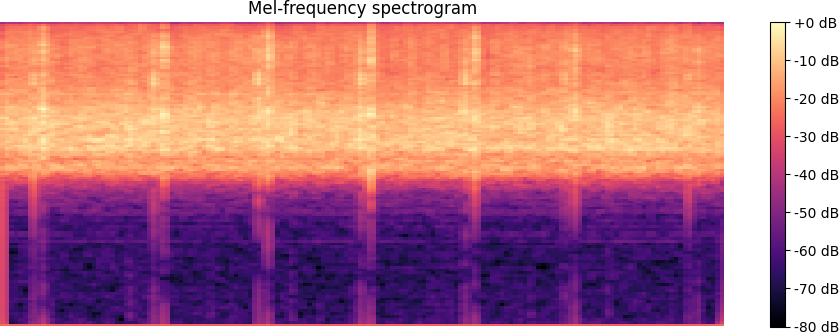 Mel-frequency spectrogram
+0 dB
-10 dB
-20 dB
-30 dB
-40 dB
-50 dB
-60 dB
-70 dB
-80 dB